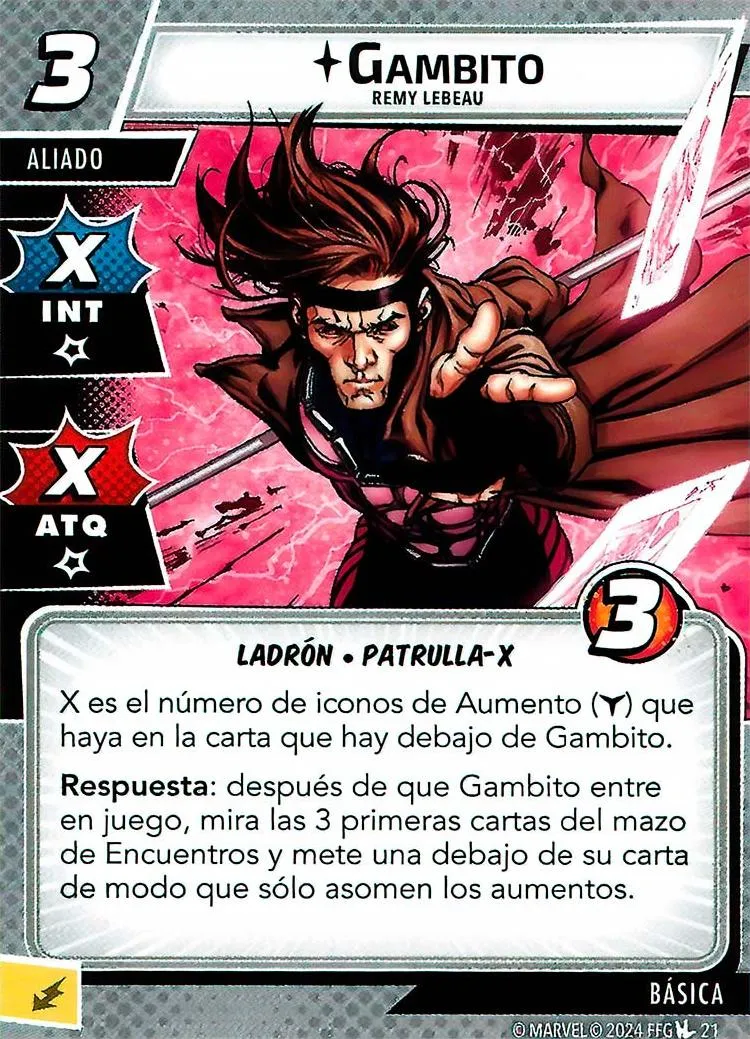 3
GAMBITO
REMY LEBEAU
ALIADO
X
INT
X
ATQ
3
LADRÓN • PATRULLA-X
X es el número de iconos de Aumento () que
haya en la carta que hay debajo de Gambito.
Respuesta: después de que Gambito entre
en juego, mira las 3 primeras cartas del mazo
de Encuentros y mete una debajo de su carta
de modo que sólo asomen los aumentos.
BÁSICA
© MARVEL © 2024 FFG 21